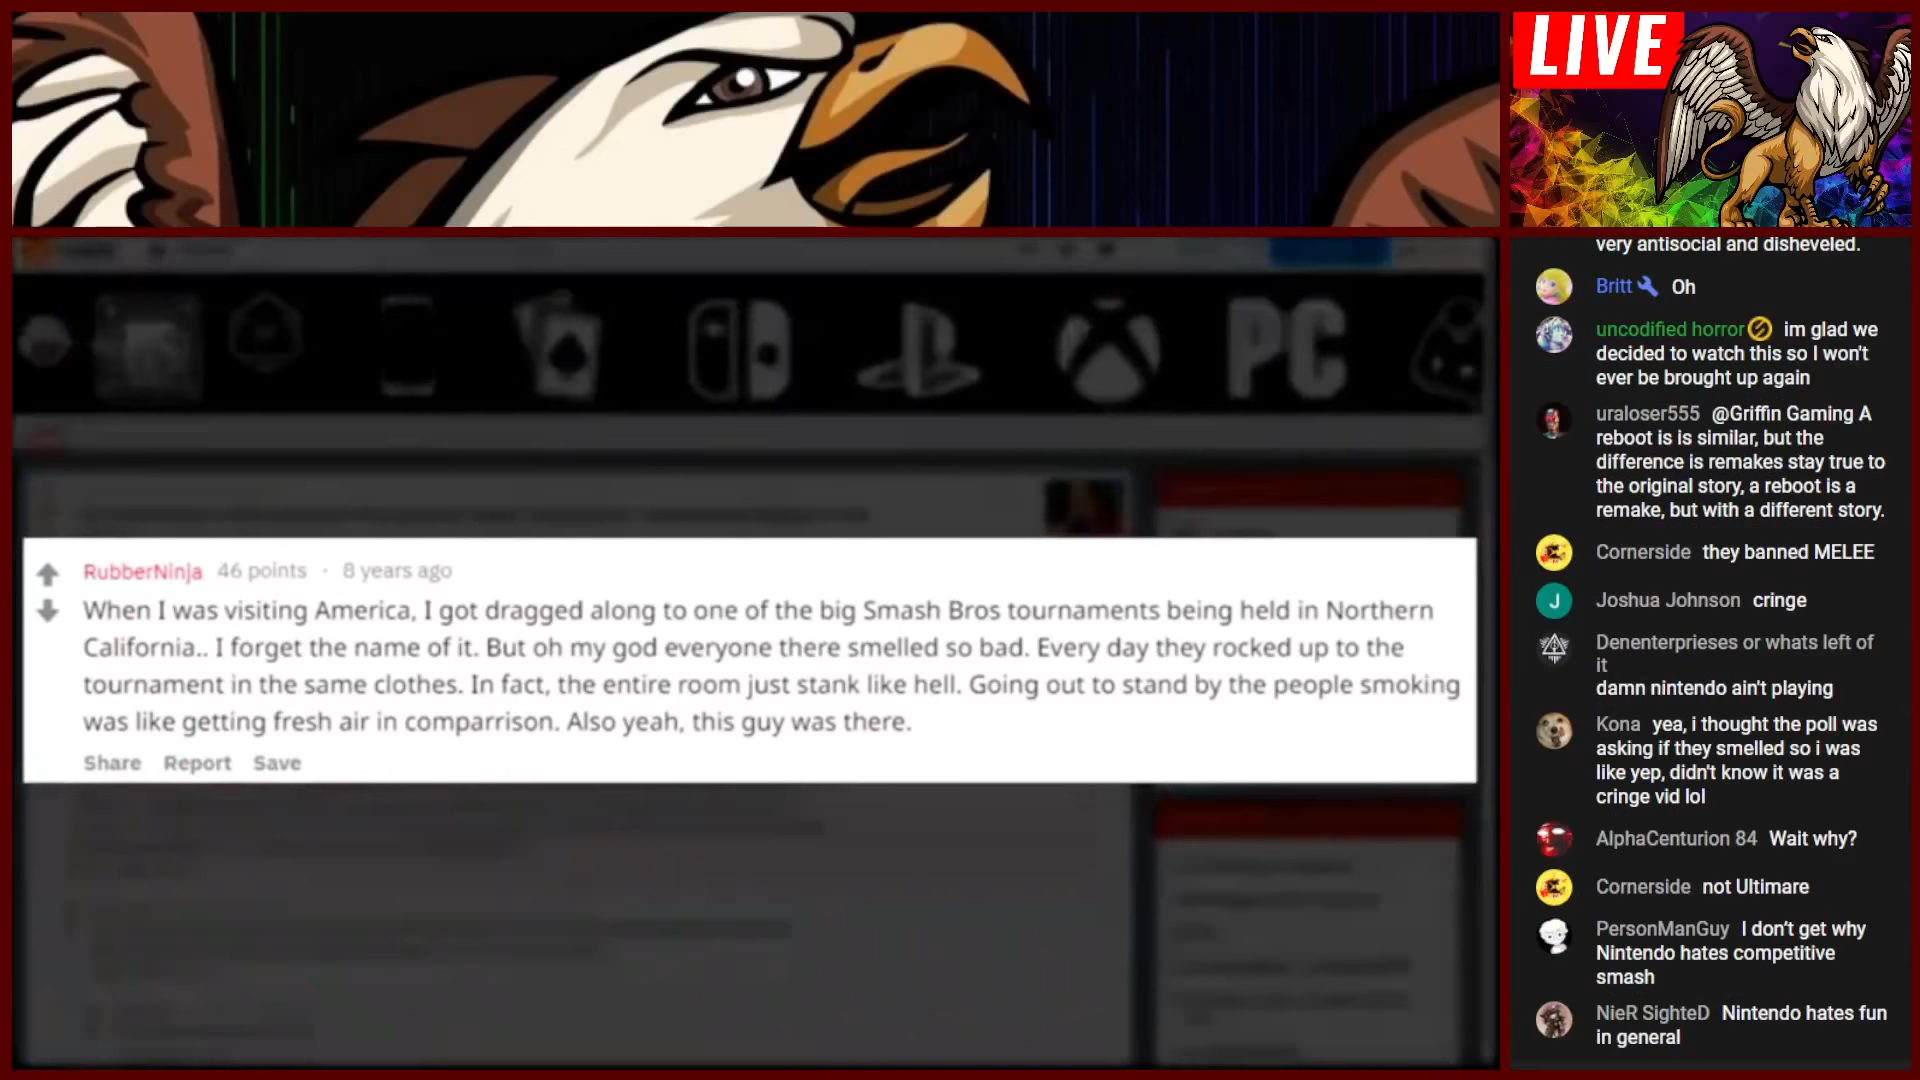 LIVE
PC
RubberNinja 46 points · 8 years ago
When I was visiting America, I got dragged along to one of the big Smash Bros tournaments being held in Northern
California.. I forget the name of it. But oh my god everyone there smelled so bad. Every day they rocked up to the
tournament in the same clothes. In fact, the entire room just stank like hell. Going out to stand by the people smoking
was like getting fresh air in comparrison. Also yeah, this guy was there.
Share Report Save
very antisocial and disheveled.
Britt Oh
uncodified horror im glad we
decided to watch this so I won't
ever be brought up again
uraloser555 @Griffin Gaming A
reboot is is similar, but the
difference is remakes stay true to
the original story, a reboot is a
remake, but with a different story.
Cornerside they banned MELEE
J
Joshua Johnson cringe
Denenterprieses or whats left of
it
damn nintendo ain't playing
Kona yea, i thought the poll was
asking if they smelled so i was
like yep, didn't know it was a
cringe vid lol
AlphaCenturion 84 Wait why?
Cornerside not Ultimare
PersonManGuy I don't get why
Nintendo hates competitive
smash
NieR SighteD Nintendo hates fun
in general